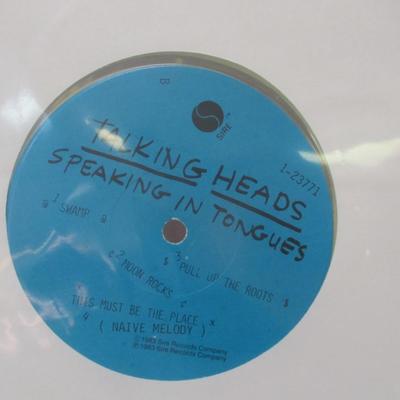 B
SIRE
TALKING HEADS
SPEAKING IN TONGUES
1-23771
1 SWAMP
2 MOON ROCKS
3 PULL UP THE ROOTS
THIS MUST BE THE PLACE
4 ( NAIVE MELODY )
℗ 1983 Sire Records Company
© 1983 Sire Records Company